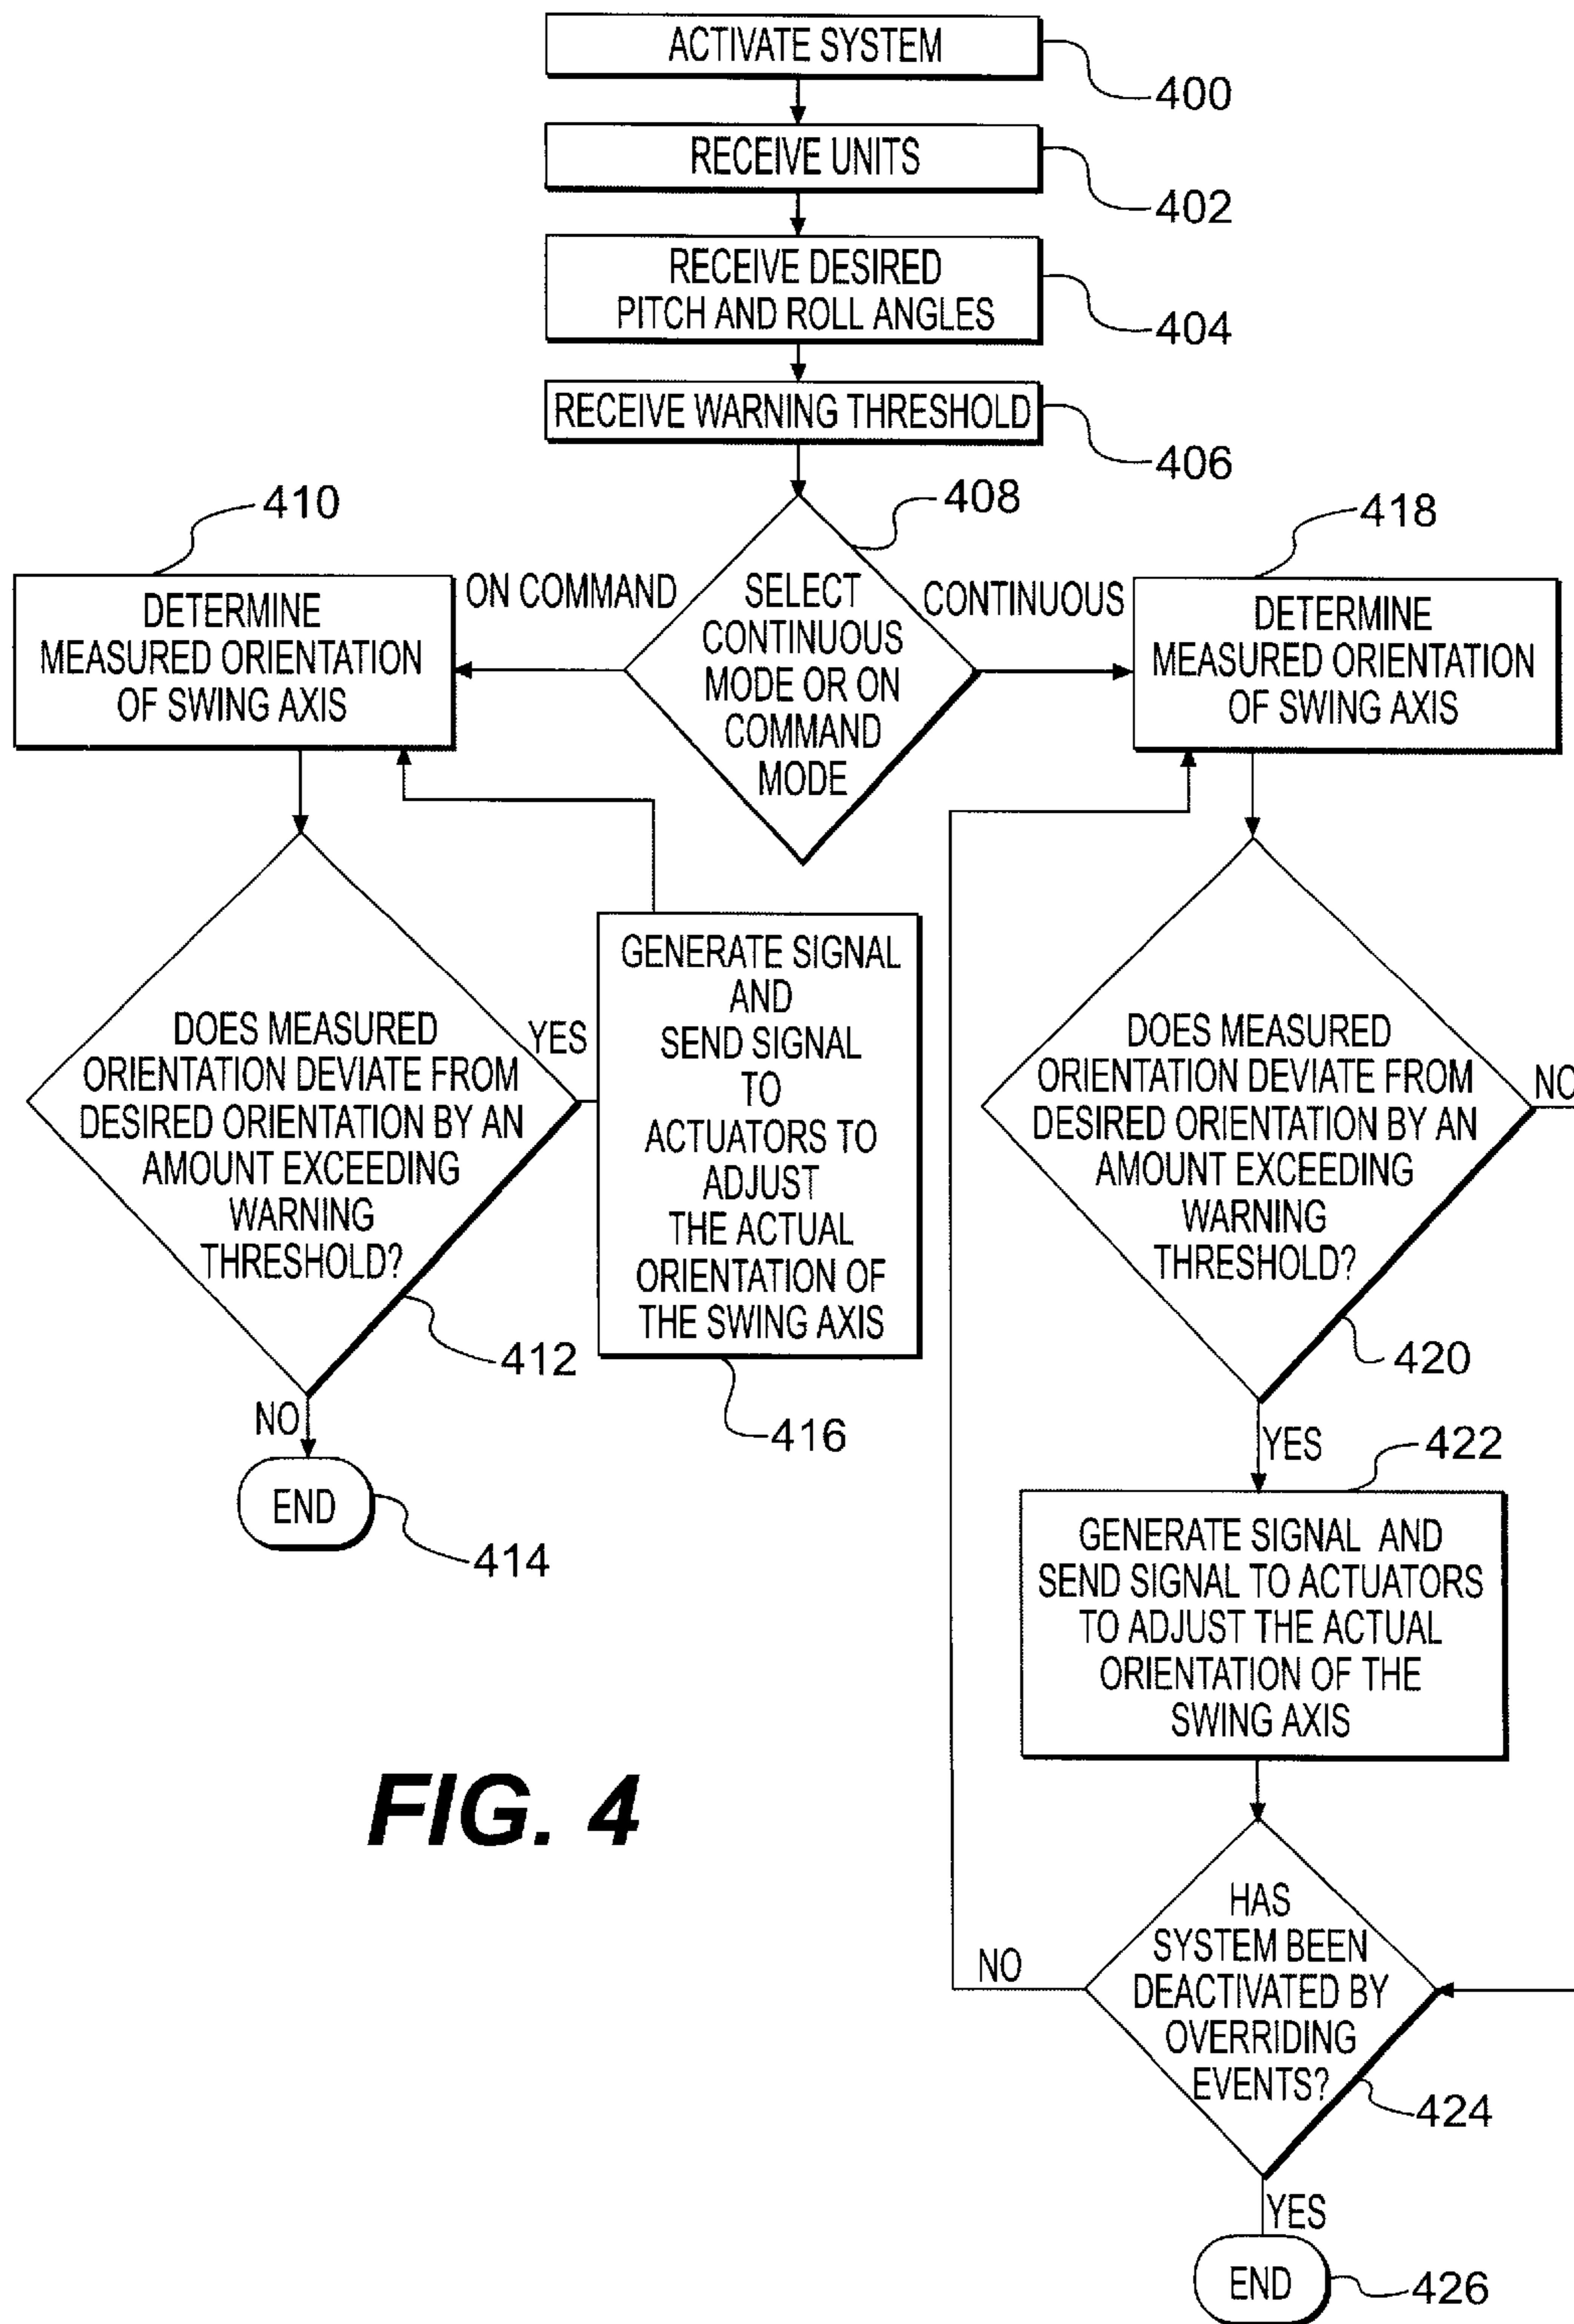 ACTIVATE SYSTEM
400
RECEIVE UNITS
402
RECEIVE DESIRED
PITCH AND ROLL ANGLES
404
RECEIVE WARNING THRESHOLD
406
408
SELECT
CONTINUOUS
MODE OR ON
COMMAND
MODE
ON COMMAND
CONTINUOUS
410
DETERMINE
MEASURED ORIENTATION
OF SWING AXIS
DOES MEASURED
ORIENTATION DEVIATE FROM
DESIRED ORIENTATION BY AN
AMOUNT EXCEEDING
WARNING
THRESHOLD?
412
YES
NO
END
414
GENERATE SIGNAL
AND
SEND SIGNAL
TO
ACTUATORS TO
ADJUST
THE ACTUAL
ORIENTATION OF
THE SWING AXIS
416
418
DETERMINE
MEASURED ORIENTATION
OF SWING AXIS
DOES MEASURED
ORIENTATION DEVIATE FROM
DESIRED ORIENTATION BY AN
AMOUNT EXCEEDING
WARNING
THRESHOLD?
420
NO
YES
422
GENERATE SIGNAL AND
SEND SIGNAL TO ACTUATORS
TO ADJUST THE ACTUAL
ORIENTATION OF THE
SWING AXIS
HAS
SYSTEM BEEN
DEACTIVATED BY
OVERRIDING
EVENTS?
424
NO
YES
END
426
FIG. 4